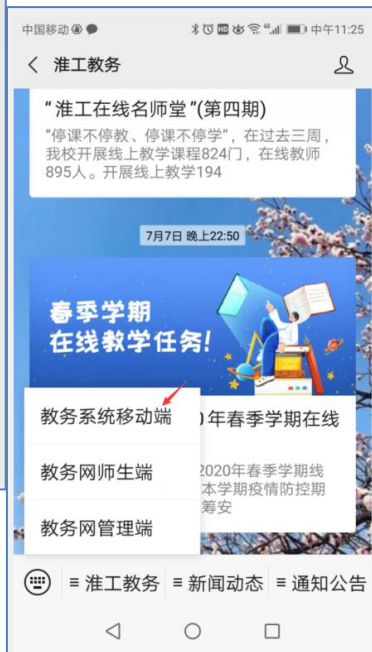 中国移动 HD 4G 中午11:25
淮工教务
“淮工在线名师堂”(第四期)
“停课不停教、停课不停学”，在过去三周，
我校开展线上教学课程824门，在线教师
895人。开展线上教学194
7月7日 晚上22:50
春季学期
在线教学任务!
教务系统移动端
0年春季学期在线
教务网师生端
2020年春季学期线
本学期疫情防控期
筹安
教务网管理端
≡ 淮工教务 ≡ 新闻动态 ≡ 通知公告